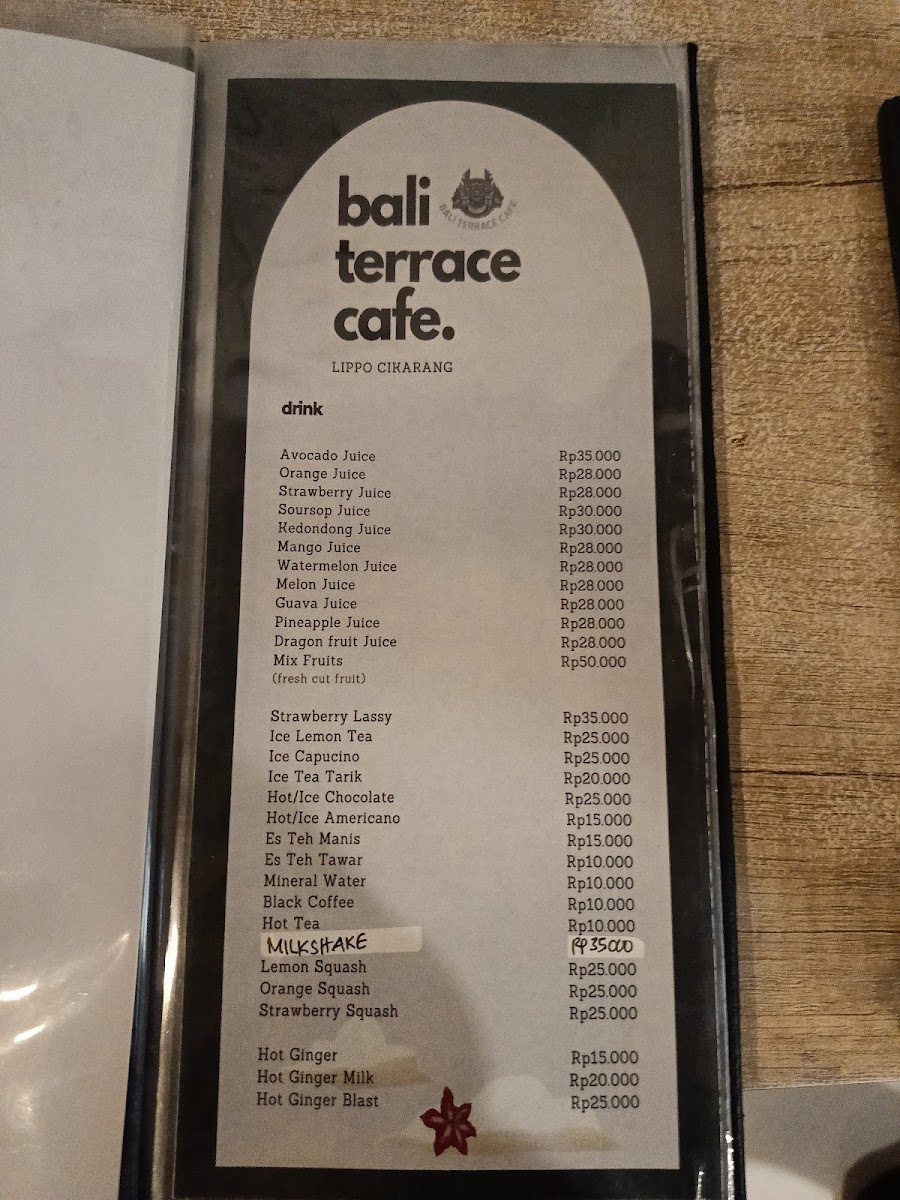 bali
BALI TERRACE CAFE
terrace
cafe.
LIPPO CIKARANG
drink
Avocado Juice Rp35.000
Orange Juice Rp28.000
Strawberry Juice Rp28.000
Soursop Juice Rp30.000
Kedondong Juice Rp30.000
Mango Juice Rp28.000
Watermelon Juice Rp28.000
Melon Juice Rp28.000
Guava Juice Rp28.000
Pineapple Juice Rp28.000
Dragon fruit Juice Rp28.000
Mix Fruits Rp50.000
(fresh cut fruit)
Strawberry Lassy Rp35.000
Ice Lemon Tea Rp25.000
Ice Capucino Rp25.000
Ice Tea Tarik Rp20.000
Hot/Ice Chocolate Rp25.000
Hot/Ice Americano Rp15.000
Es Teh Manis Rp15.000
Es Teh Tawar Rp10.000
Mineral Water Rp10.000
Black Coffee Rp10.000
Hot Tea Rp10.000
MILKSHAKE RP 35000
Lemon Squash Rp25.000
Orange Squash Rp25.000
Strawberry Squash Rp25.000
Hot Ginger Rp15.000
Hot Ginger Milk Rp20.000
Hot Ginger Blast Rp25.000